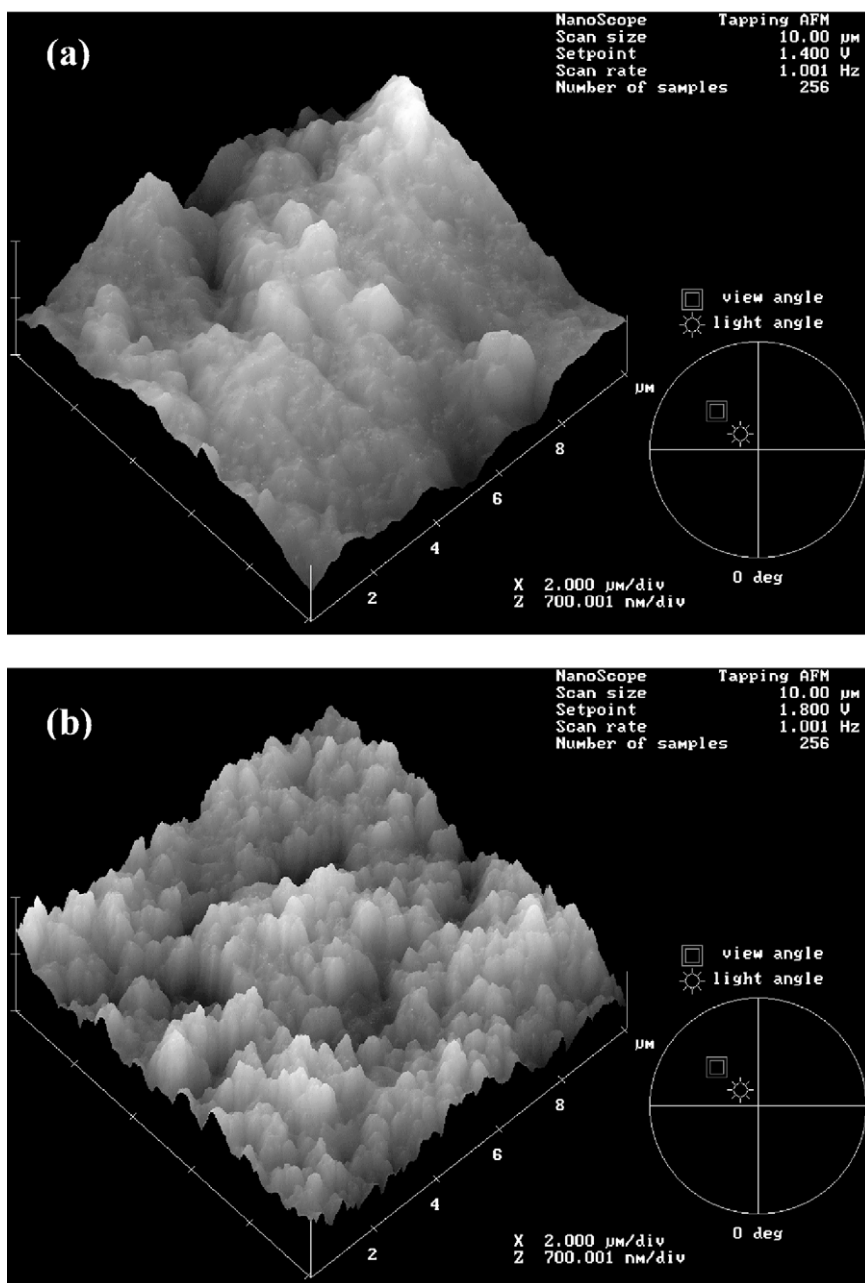 (a)
NanoScope Tapping AFM
Scan size 10.00 µm
Setpoint 1.400 V
Scan rate 1.001 Hz
Number of samples 256
view angle
light angle
µm
8
6
4
2
X 2.000 µm/div
Z 700.001 nm/div
0 deg
(b)
NanoScope Tapping AFM
Scan size 10.00 µm
Setpoint 1.800 V
Scan rate 1.001 Hz
Number of samples 256
view angle
light angle
µm
8
6
4
2
X 2.000 µm/div
Z 700.001 nm/div
0 deg